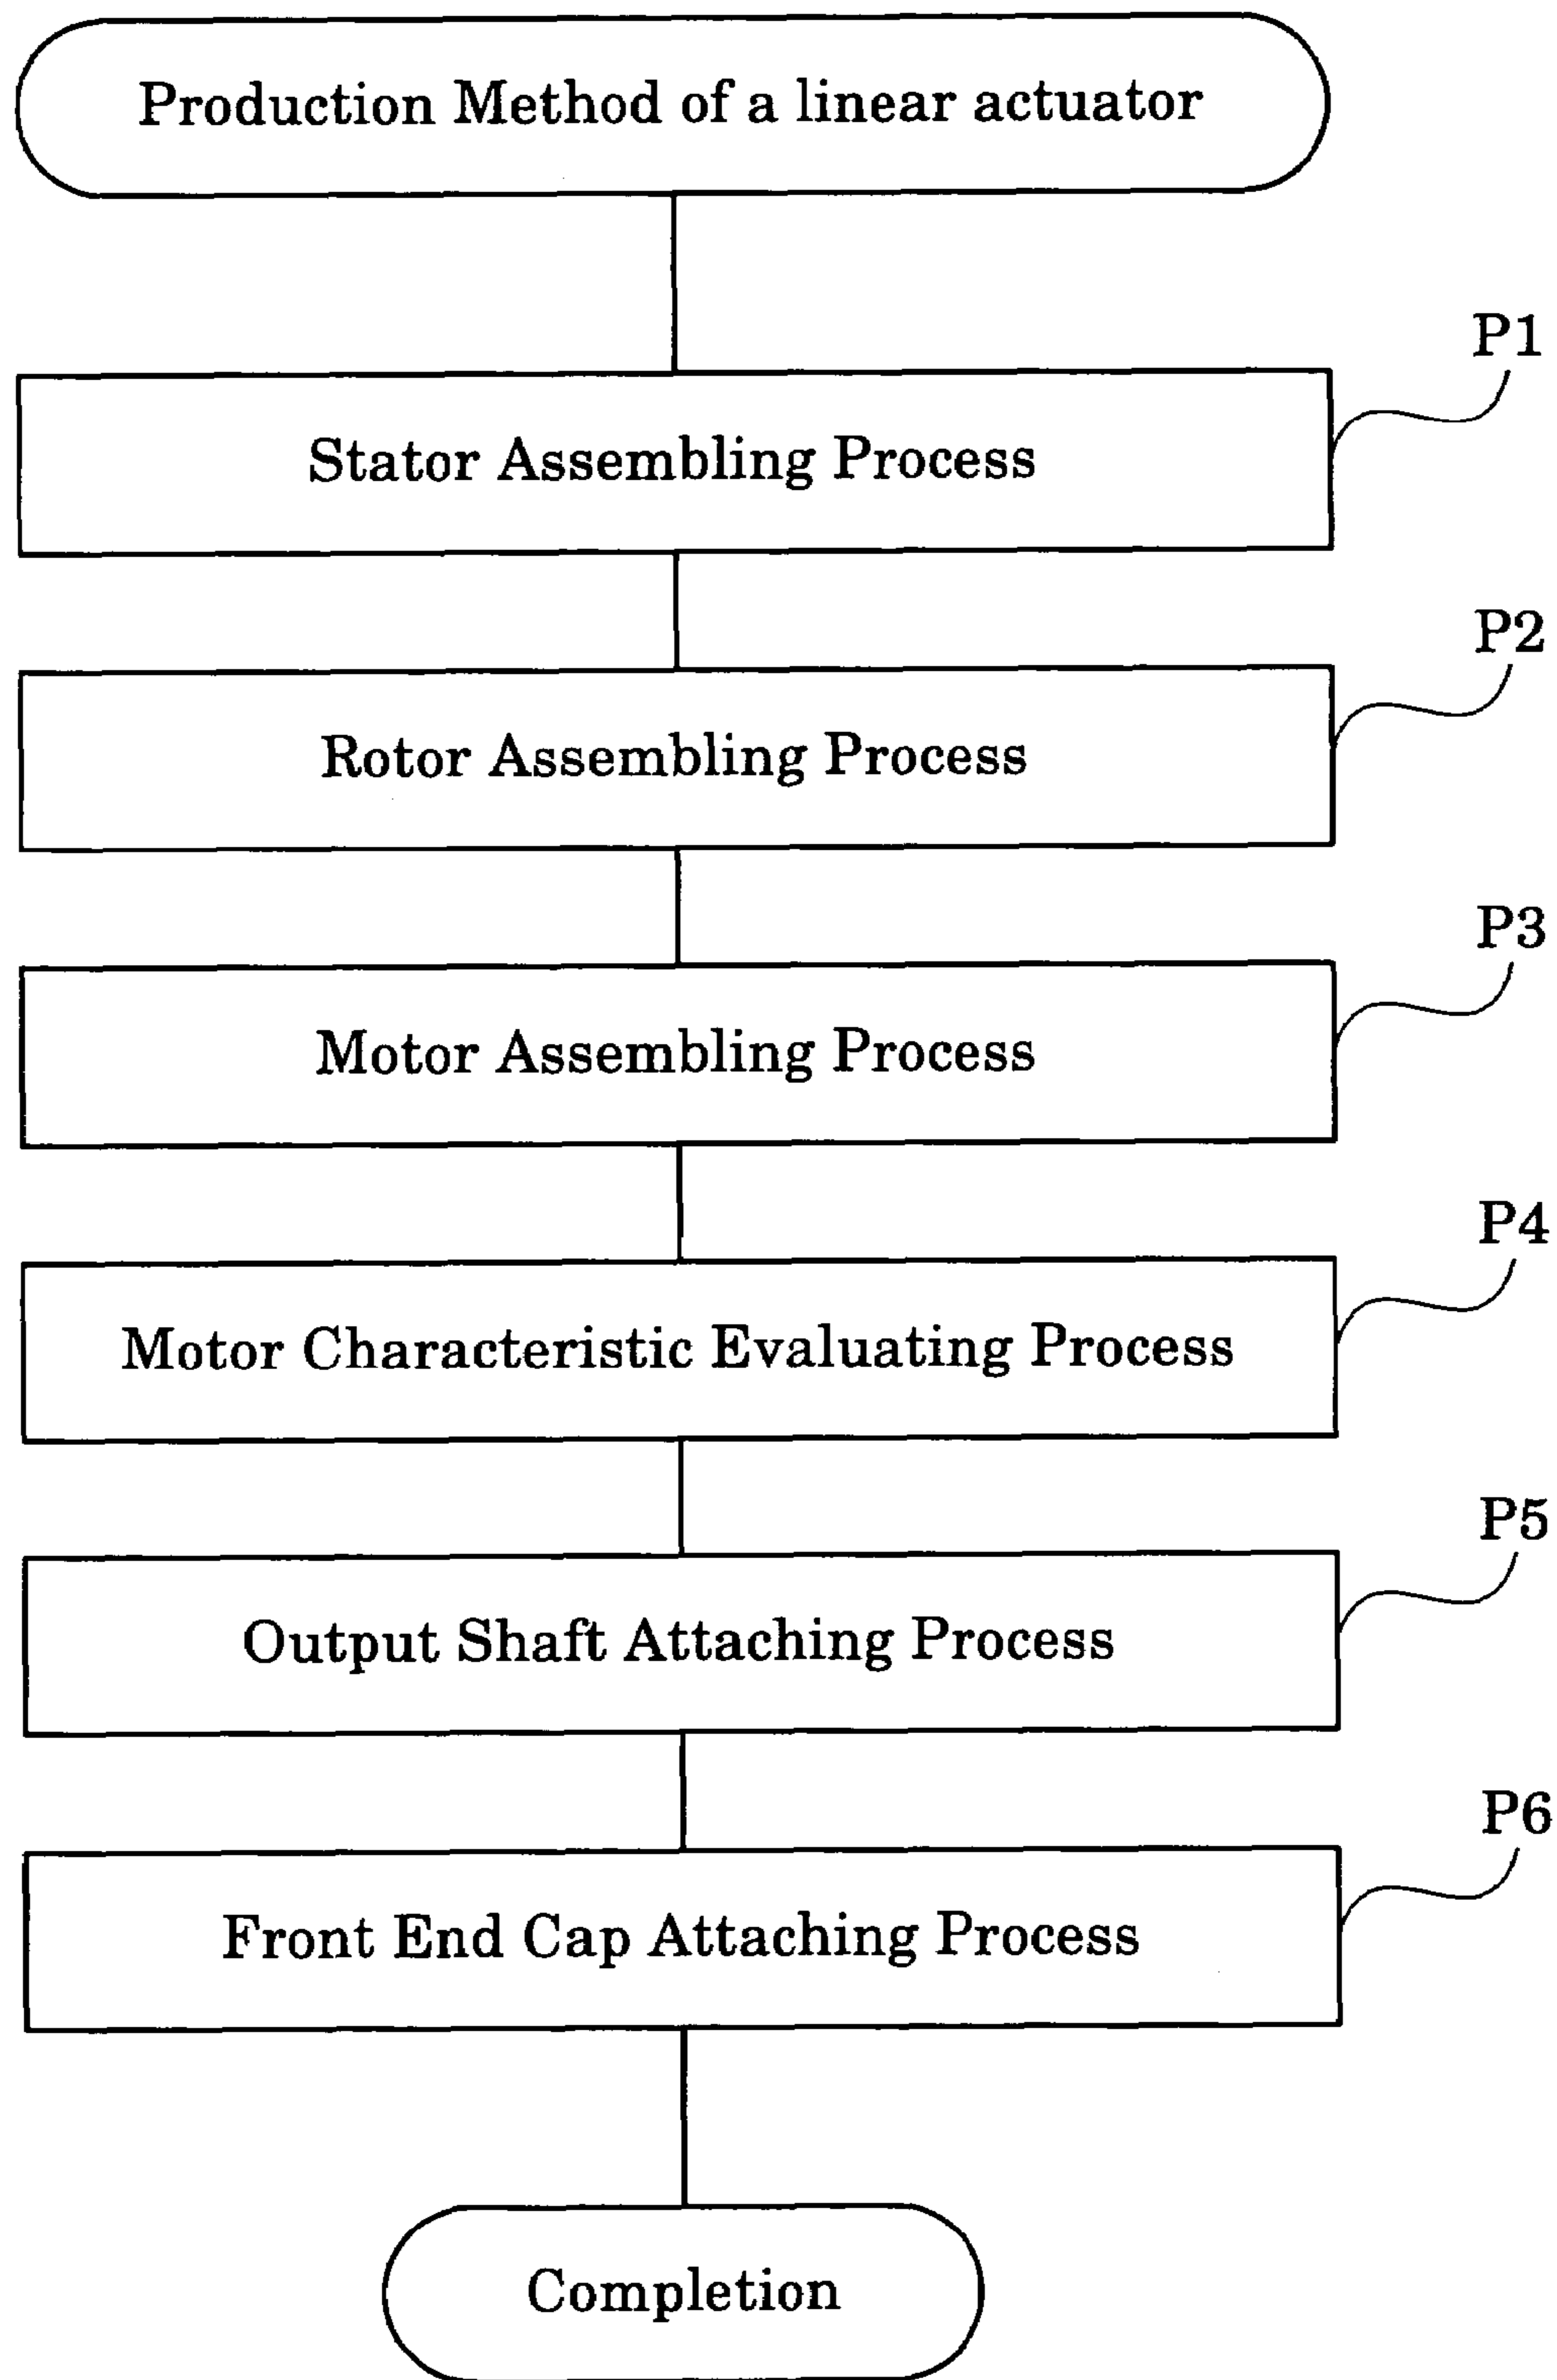 Production Method of a linear actuator
P1
Stator Assembling Process
P2
Rotor Assembling Process
P3
Motor Assembling Process
P4
Motor Characteristic Evaluating Process
P5
Output Shaft Attaching Process
P6
Front End Cap Attaching Process
Completion